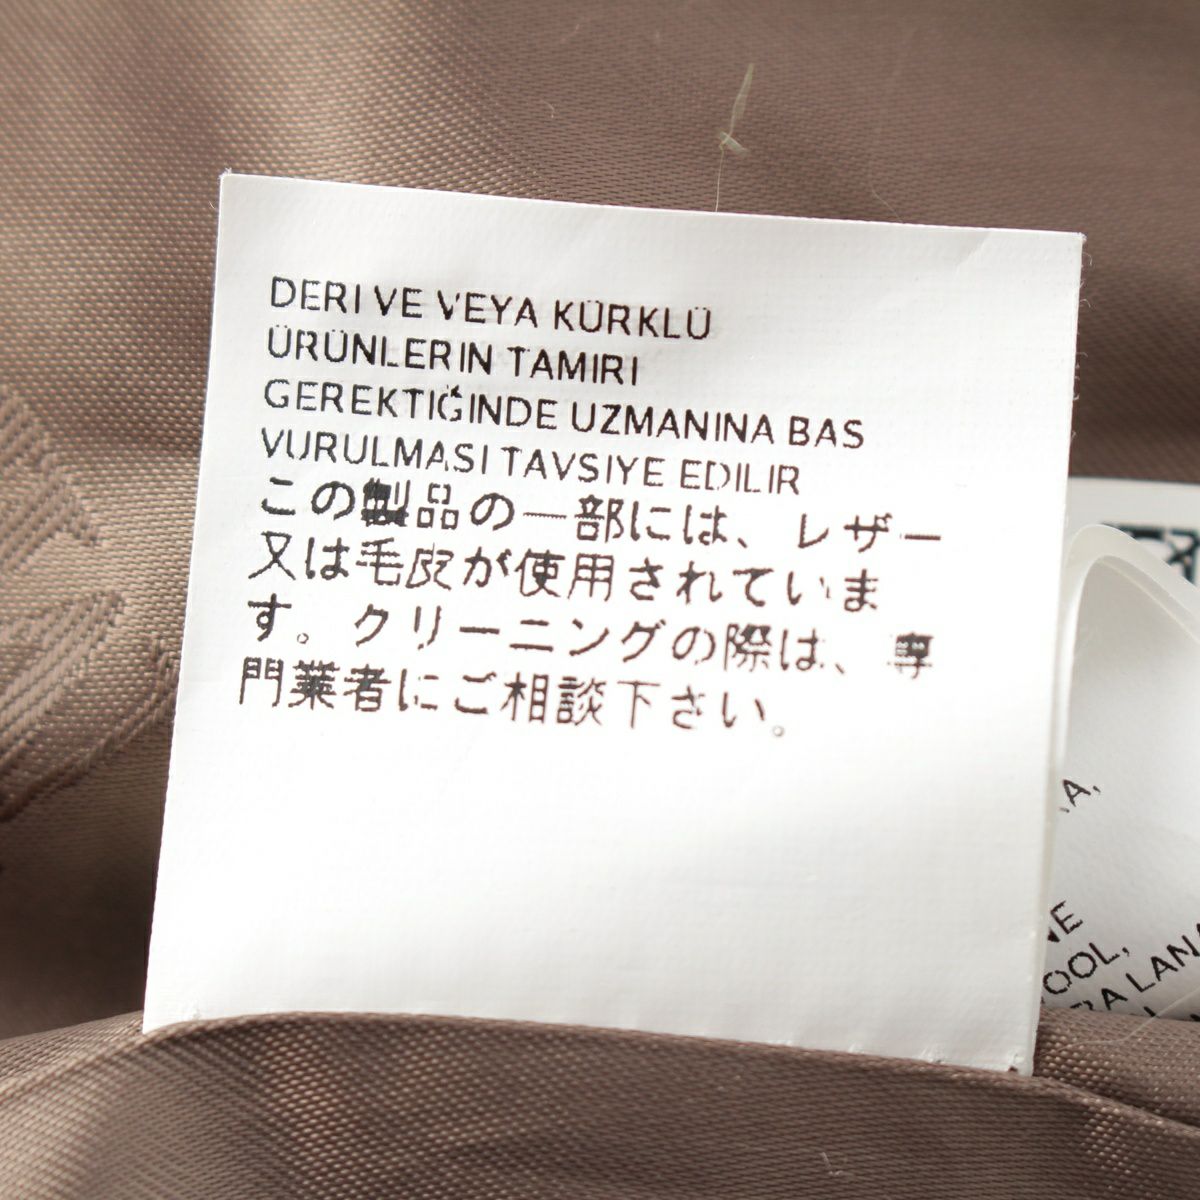 DERI VE VEYA KÜRKLÜ
ÜRÜNLERIN TAMIRI
GEREKTIĞINDE UZMANINA BAS
VURULMASI TAVSIYE EDILIR
この製品の一部には、レザー
又は毛皮が使用されていま
す。クリーニングの際は、専
門業者にご相談下さい。
OOL,
RA LANA